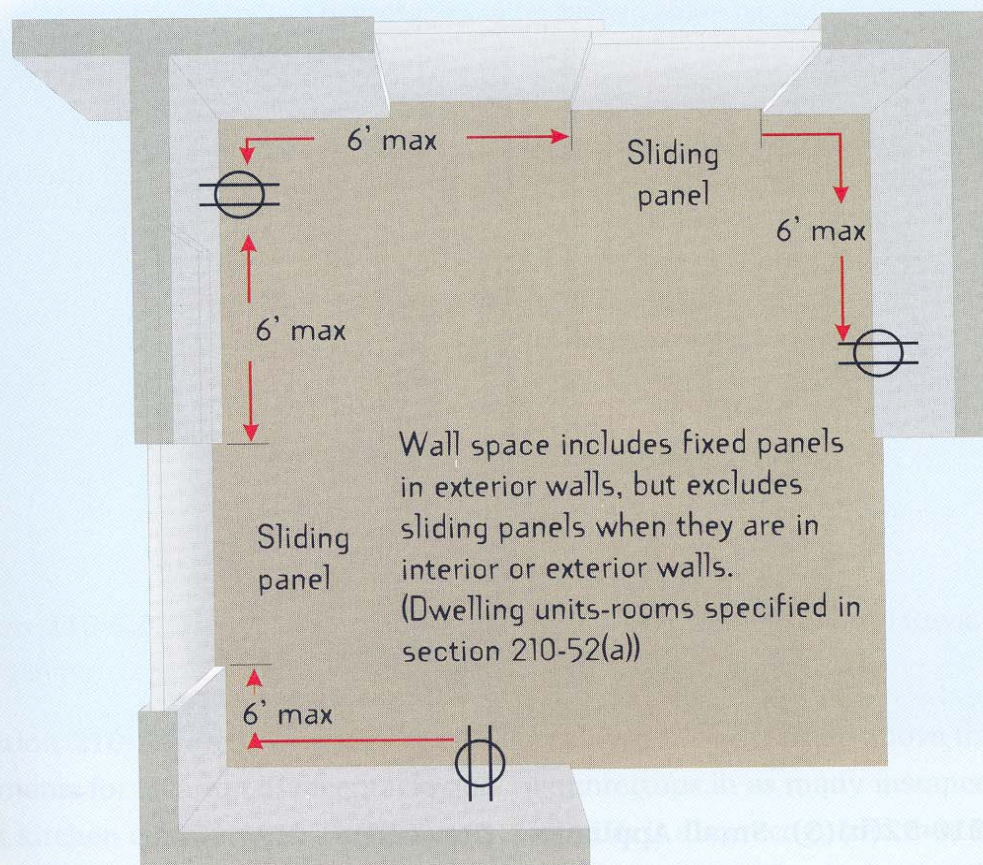 6' max
Sliding
panel
6' max
6' max
Wall space includes fixed panels
in exterior walls, but excludes
sliding panels when they are in
interior or exterior walls.
(Dwelling units-rooms specified in
section 210-52(a))
Sliding
panel
6' max